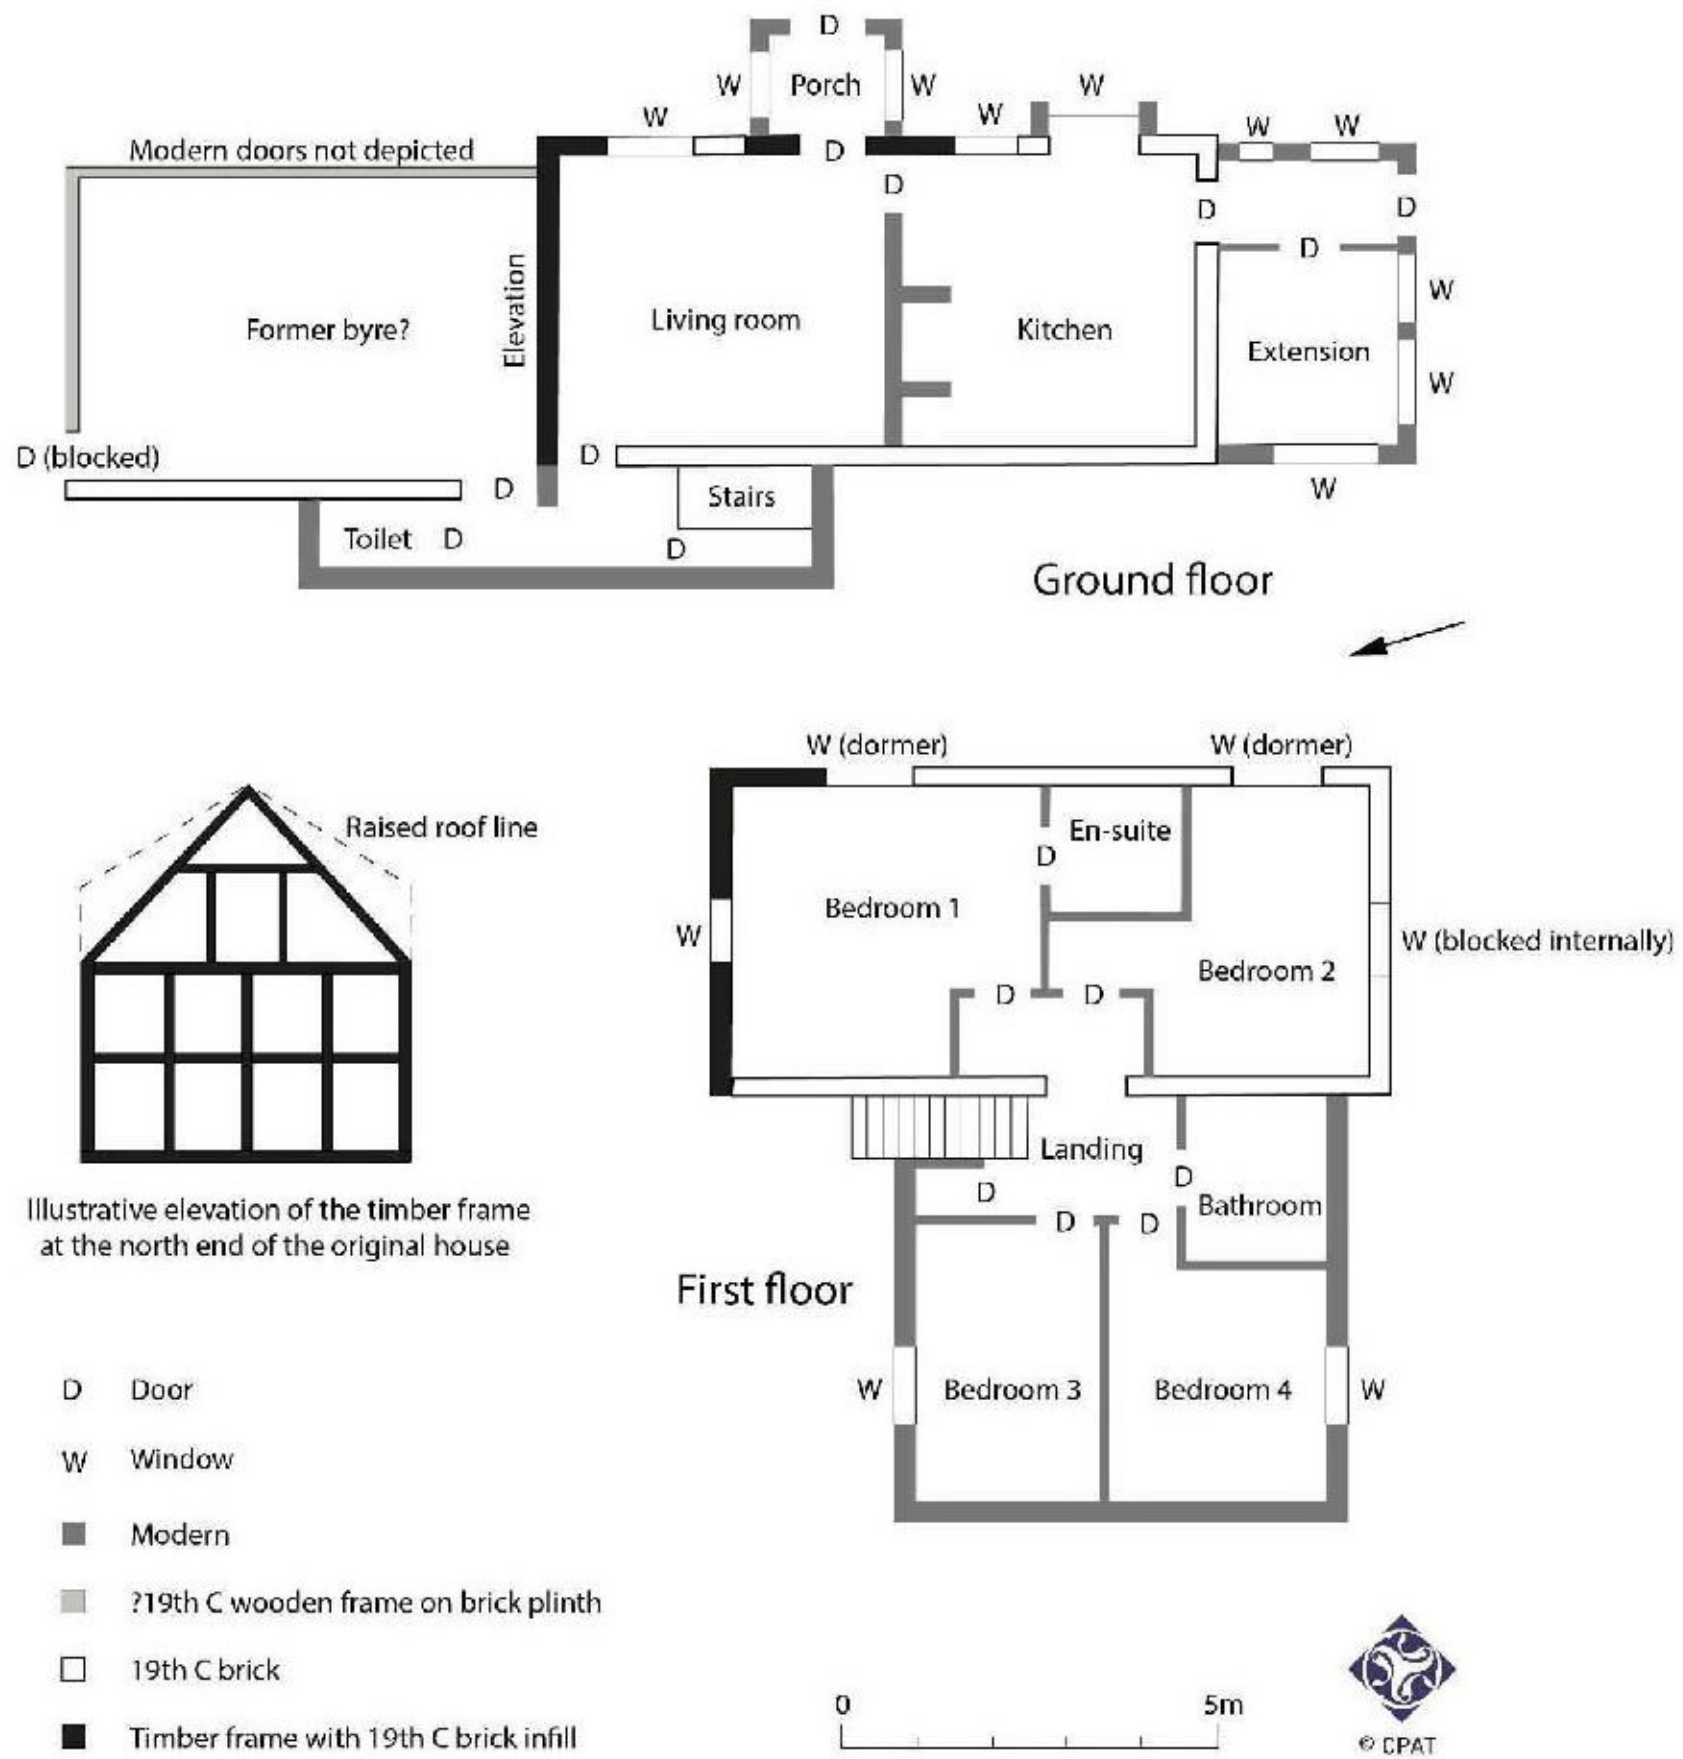 D
W Porch W
W
W
W
W W
Modern doors not depicted
D
D
D
D
D
Elevation
Former byre?
Living room
Kitchen
Extension
W
W
D (blocked)
D
D
Stairs
W
Toilet D
D
Ground floor
W (dormer)
W (dormer)
Raised roof line
En-suite
D
Bedroom 1
W
W (blocked internally)
Bedroom 2
D
D
Landing
D
D
Bathroom
D
D
Illustrative elevation of the timber frame
at the north end of the original house
First floor
W
Bedroom 3
Bedroom 4
W
D Door
W Window
Modern
?19th C wooden frame on brick plinth
19th C brick
Timber frame with 19th C brick infill
0
5m
© CPAT